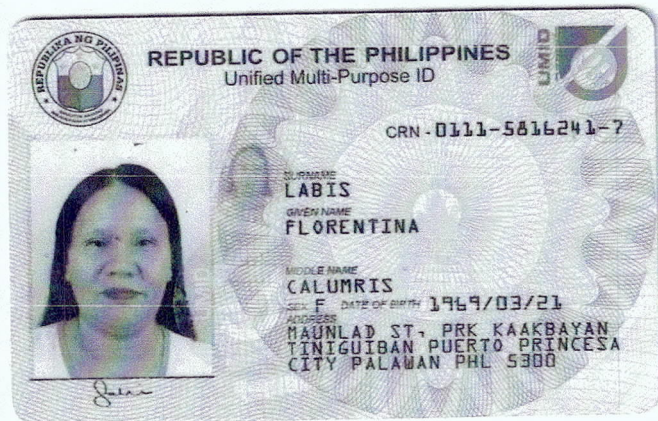 REPUBLIKA NG PILIPINAS
REPUBLIC OF THE PHILIPPINES
Unified Multi-Purpose ID
UMID
CRN - 0111-5816241-7
SURNAME
LABIS
GIVEN NAME
FLORENTINA
MIDDLE NAME
CALUMRIS
SEX F DATE OF BIRTH 1969/03/21
ADDRESS
MAUNLAD ST, PRK KAAKBAYAN
TINIGUIBAN PUERTO PRINCESA
CITY PALAWAN PHL 5300